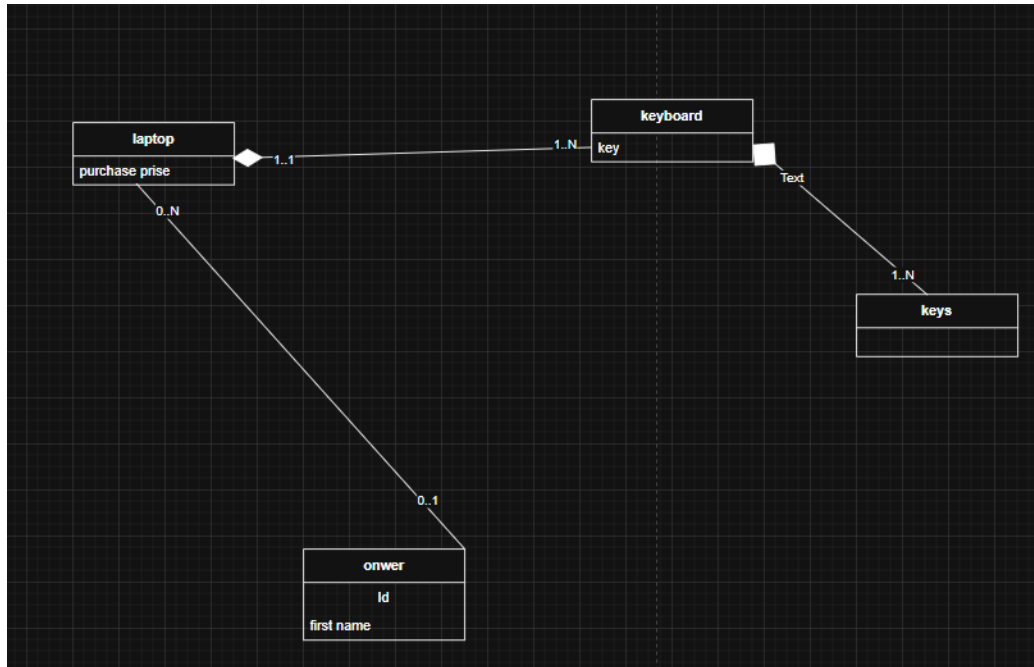 laptop
purchase prise
1..1
0..N
1..N
keyboard
key
Text
1..N
keys
0..1
onwer
Id
first name